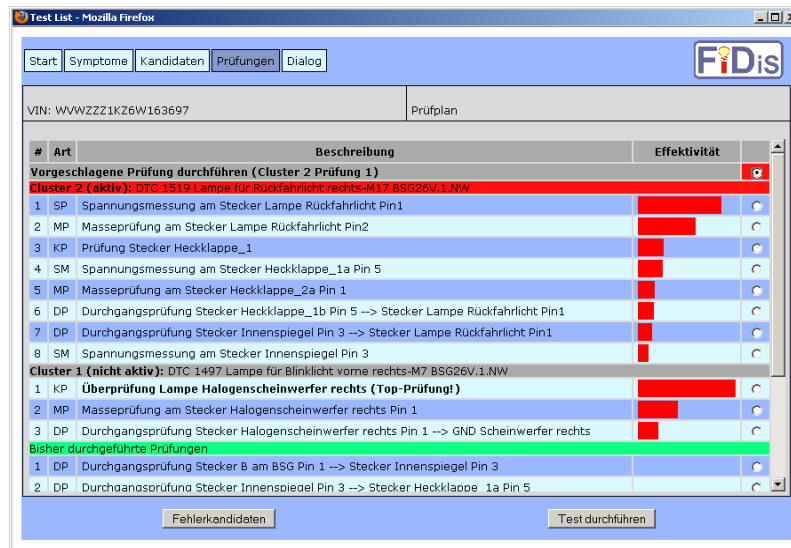 Test List - Mozilla Firefox
Start Symptome Kandidaten Prüfungen Dialog
FiDis
VIN: WVWZZZ1KZ6W163697 Prüfplan
# Art Beschreibung Effektivität
Vorgeschlagene Prüfung durchführen (Cluster 2 Prüfung 1)
Cluster 2 (aktiv): DTC 1519 Lampe für Rückfahrlicht rechts-M17 BSG26V.1.NW
1 SP Spannungsmessung am Stecker Lampe Rückfahrlicht Pin1
2 MP Masseprüfung am Stecker Lampe Rückfahrlicht Pin2
3 KP Prüfung Stecker Heckklappe_1
4 SM Spannungsmessung am Stecker Heckklappe_1a Pin 5
5 MP Masseprüfung am Stecker Heckklappe_2a Pin 1
6 DP Durchgangsprüfung Stecker Heckklappe_1b Pin 5 --> Stecker Lampe Rückfahrlicht Pin1
7 DP Durchgangsprüfung Stecker Innenspiegel Pin 3 --> Stecker Lampe Rückfahrlicht Pin1
8 SM Spannungsmessung am Stecker Innenspiegel Pin 3
Cluster 1 (nicht aktiv): DTC 1497 Lampe für Blinklicht vorne rechts-M7 BSG26V.1.NW
1 KP Überprüfung Lampe Halogenscheinwerfer rechts (Top-Prüfung!)
2 MP Masseprüfung am Stecker Halogenscheinwerfer rechts Pin 1
3 DP Durchgangsprüfung Stecker Halogenscheinwerfer rechts Pin 1 --> GND Scheinwerfer rechts
Bisher durchgeführte Prüfungen
1 DP Durchgangsprüfung Stecker B am BSG Pin 1 --> Stecker Innenspiegel Pin 3
2 DP Durchgangsprüfung Stecker Innenspiegel Pin 3 --> Stecker Heckklappe_1a Pin 5
Fehlerkandidaten Test durchführen